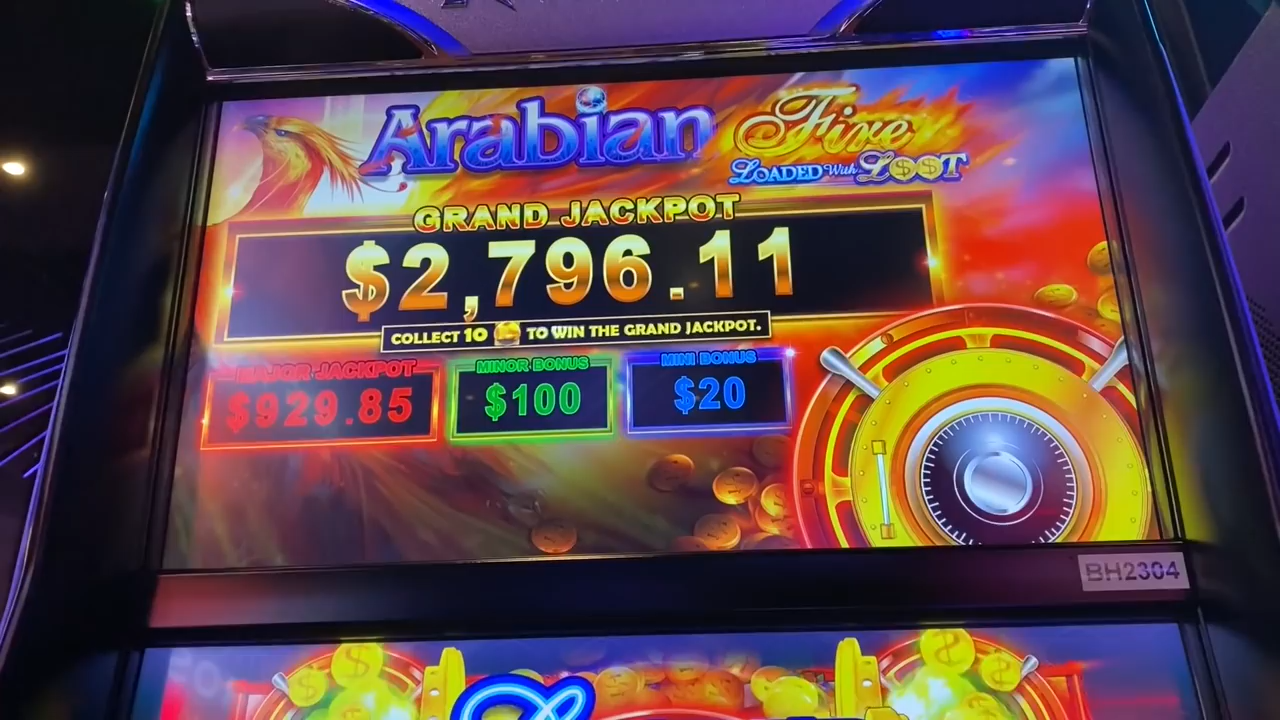 Arabian Fire
LOADED With LOOT
GRAND JACKPOT
$2,796.11
COLLECT 10 TO WIN THE GRAND JACKPOT.
MAJOR JACKPOT
$929.85
MINOR BONUS
$100
MINI BONUS
$20
BH2304